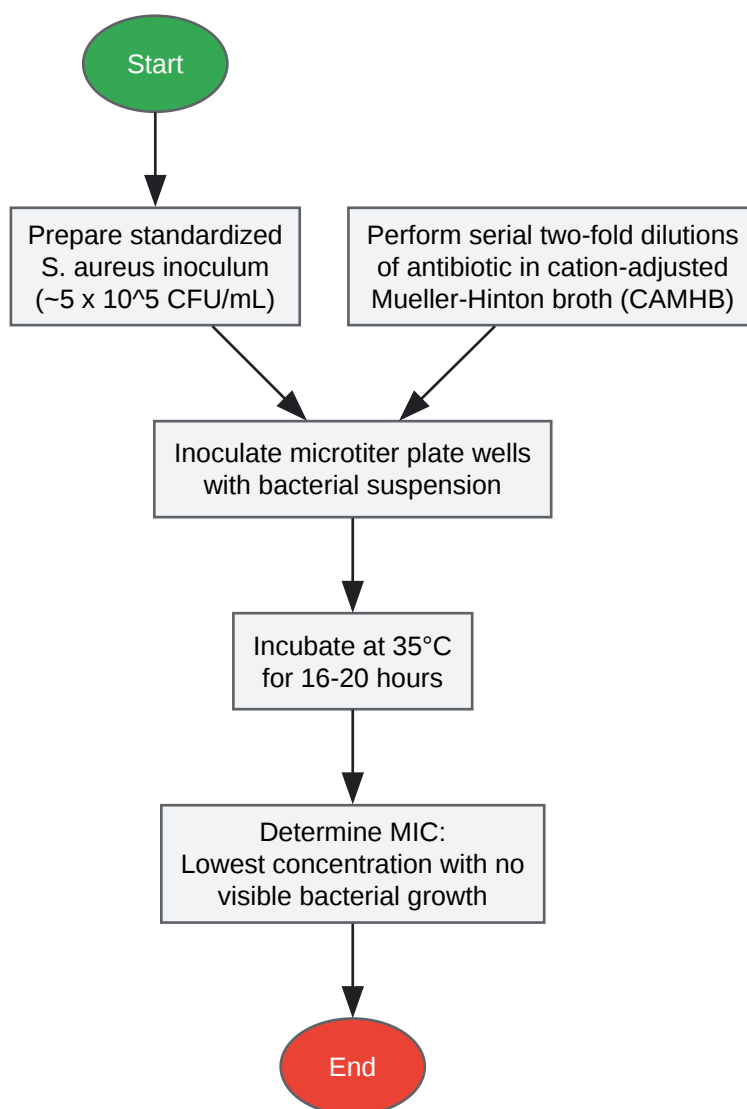 Start
Prepare standardized
S. aureus inoculum
(~5 x 10^5 CFU/mL)
Perform serial two-fold dilutions
of antibiotic in cation-adjusted
Mueller-Hinton broth (CAMHB)
Inoculate microtiter plate wells
with bacterial suspension
Incubate at 35°C
for 16-20 hours
Determine MIC:
Lowest concentration with no
visible bacterial growth
End